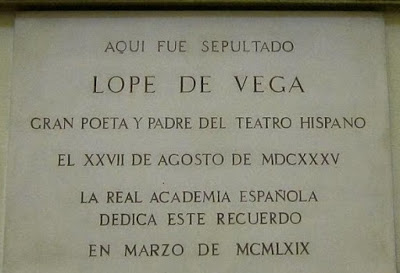 AQUI FUE SEPULTADO
LOPE DE VEGA
GRAN POETA Y PADRE DEL TEATRO HISPANO
EL XXVII DE AGOSTO DE MDCXXXV
LA REAL ACADEMIA ESPAÑOLA
DEDICA ESTE RECUERDO
EN MARZO DE MCMLXIX